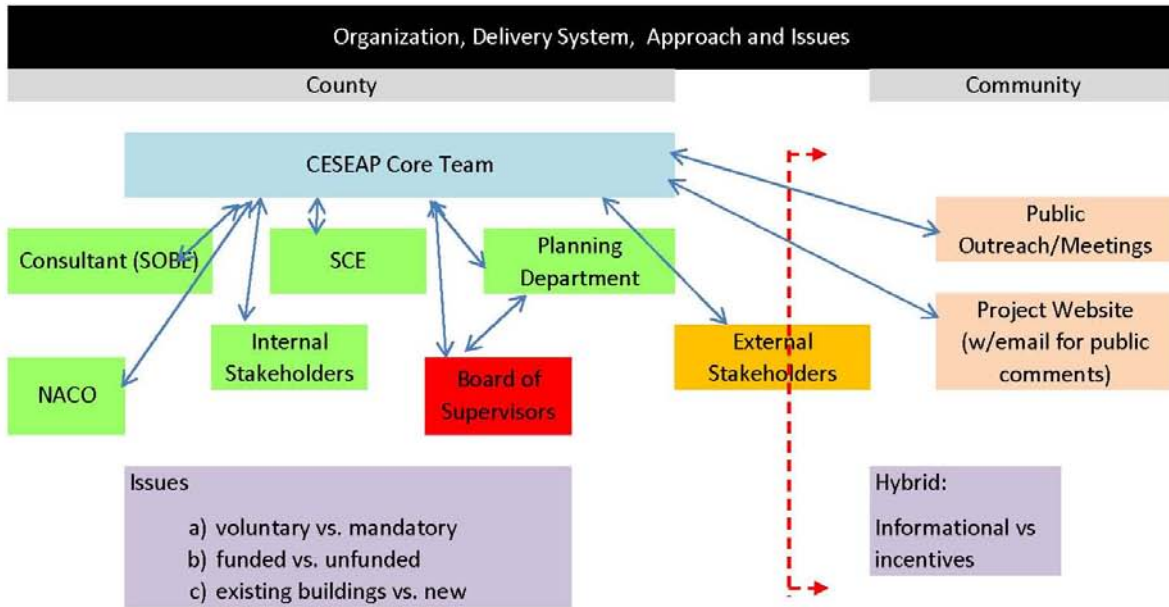 Organization, Delivery System, Approach and Issues
County
Community
CESEAP Core Team
Consultant (SOBE)
SCE
Planning
Department
Public
Outreach/Meetings
NACO
Internal
Stakeholders
Board of
Supervisors
External
Stakeholders
Project Website
(w/email for public
comments)
Issues
a) voluntary vs. mandatory
b) funded vs. unfunded
c) existing buildings vs. new
Hybrid:
Informational vs
incentives